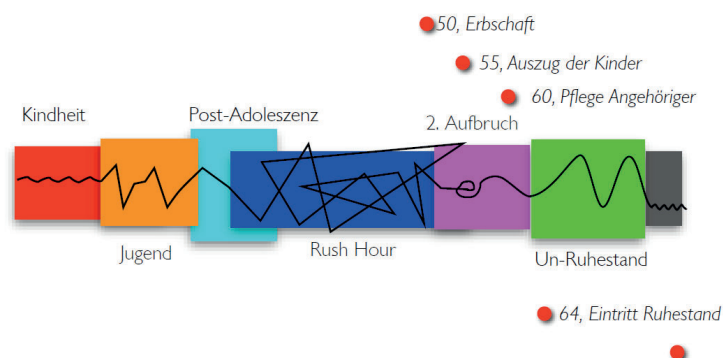 50, Erbschaft
55, Auszug der Kinder
60, Pflege Angehöriger
Kindheit
Post-Adoleszenz
2. Aufbruch
Jugend
Rush Hour
Un-Ruhestand
64, Eintritt Ruhestand